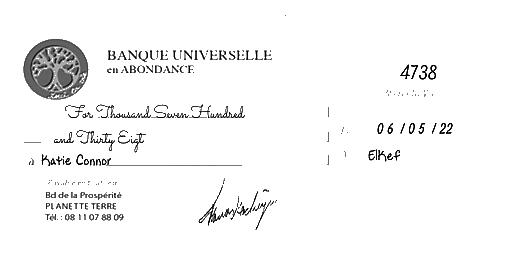 BANQUE UNIVERSELLE
en ABONDANCE
4738
For Thousand Seven Hundred
and Thirty Eigt
06/05/22
à Katie Connor
ElKef
Bd de la Prospérité
PLANETTE TERRE
Tél. : 08 11 07 88 09